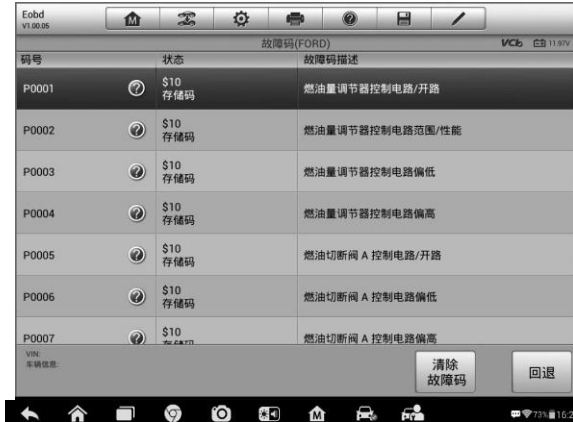 Eobd
V1.00.05
故障码(FORD)
VCb 11.97V
码号 状态 故障码描述
P0001 $10 存储码 燃油量调节器控制电路/开路
P0002 $10 存储码 燃油量调节器控制电路范围/性能
P0003 $10 存储码 燃油量调节器控制电路偏低
P0004 $10 存储码 燃油量调节器控制电路偏高
P0005 $10 存储码 燃油切断阀 A 控制电路/开路
P0006 $10 存储码 燃油切断阀 A 控制电路偏低
P0007 $10 燃油切断阀 A 控制电路偏高
VIN:
车辆信息:
清除
故障码
回退
73% 16:2